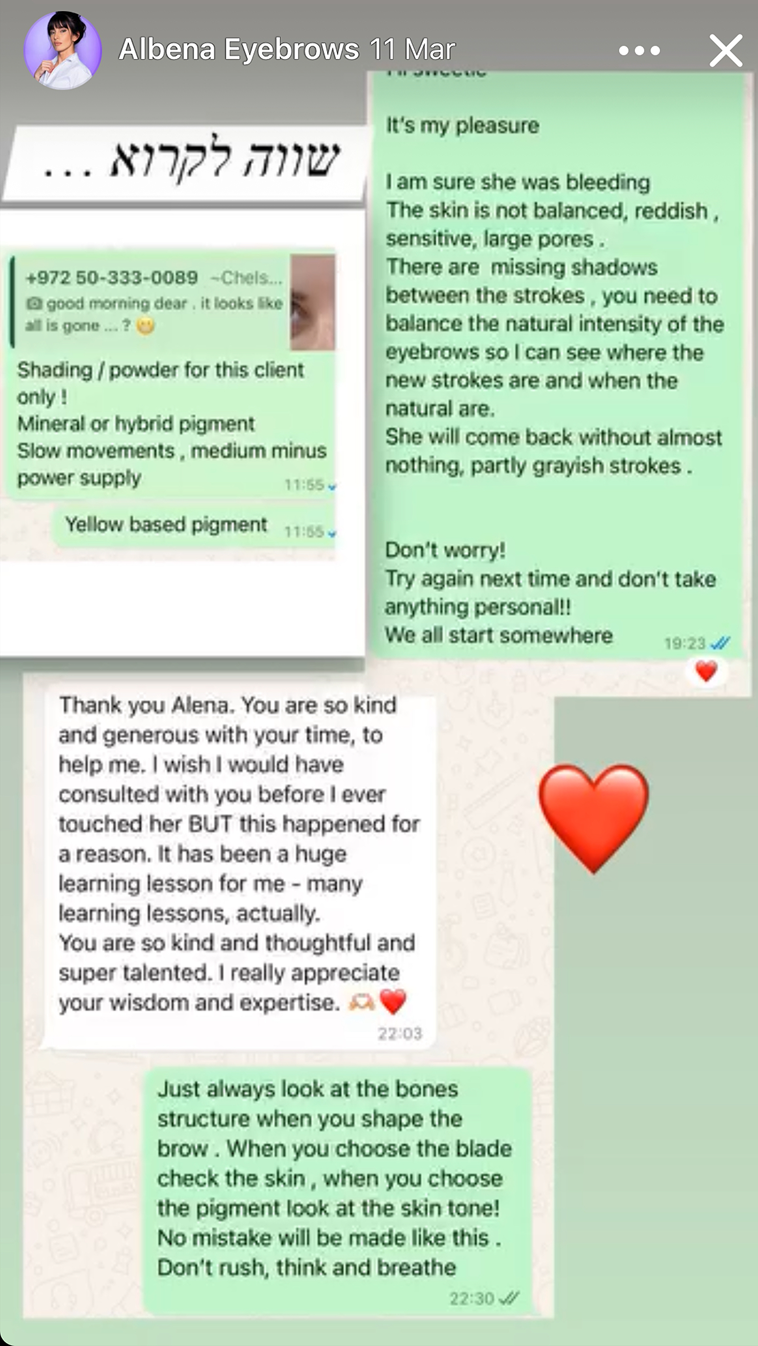 Albena Eyebrows 11 Mar
שווה לקרוא ...
+972 50-333-0089 ~Chels...
good morning dear . it looks like
all is gone ... ? 🙂
Shading / powder for this client
only !
Mineral or hybrid pigment
Slow movements , medium minus
power supply
11:55
Yellow based pigment
11:55
It's my pleasure
I am sure she was bleeding
The skin is not balanced, reddish ,
sensitive, large pores .
There are missing shadows
between the strokes , you need to
balance the natural intensity of the
eyebrows so I can see where the
new strokes are and when the
natural are.
She will come back without almost
nothing, partly grayish strokes .
Don't worry!
Try again next time and don't take
anything personal!!
We all start somewhere
19:23
❤️
Thank you Alena. You are so kind
and generous with your time, to
help me. I wish I would have
consulted with you before I ever
touched her BUT this happened for
a reason. It has been a huge
learning lesson for me - many
learning lessons, actually.
You are so kind and thoughtful and
super talented. I really appreciate
your wisdom and expertise. 🫶🏼❤️
22:03
Just always look at the bones
structure when you shape the
brow . When you choose the blade
check the skin , when you choose
the pigment look at the skin tone!
No mistake will be made like this .
Don't rush, think and breathe
22:30